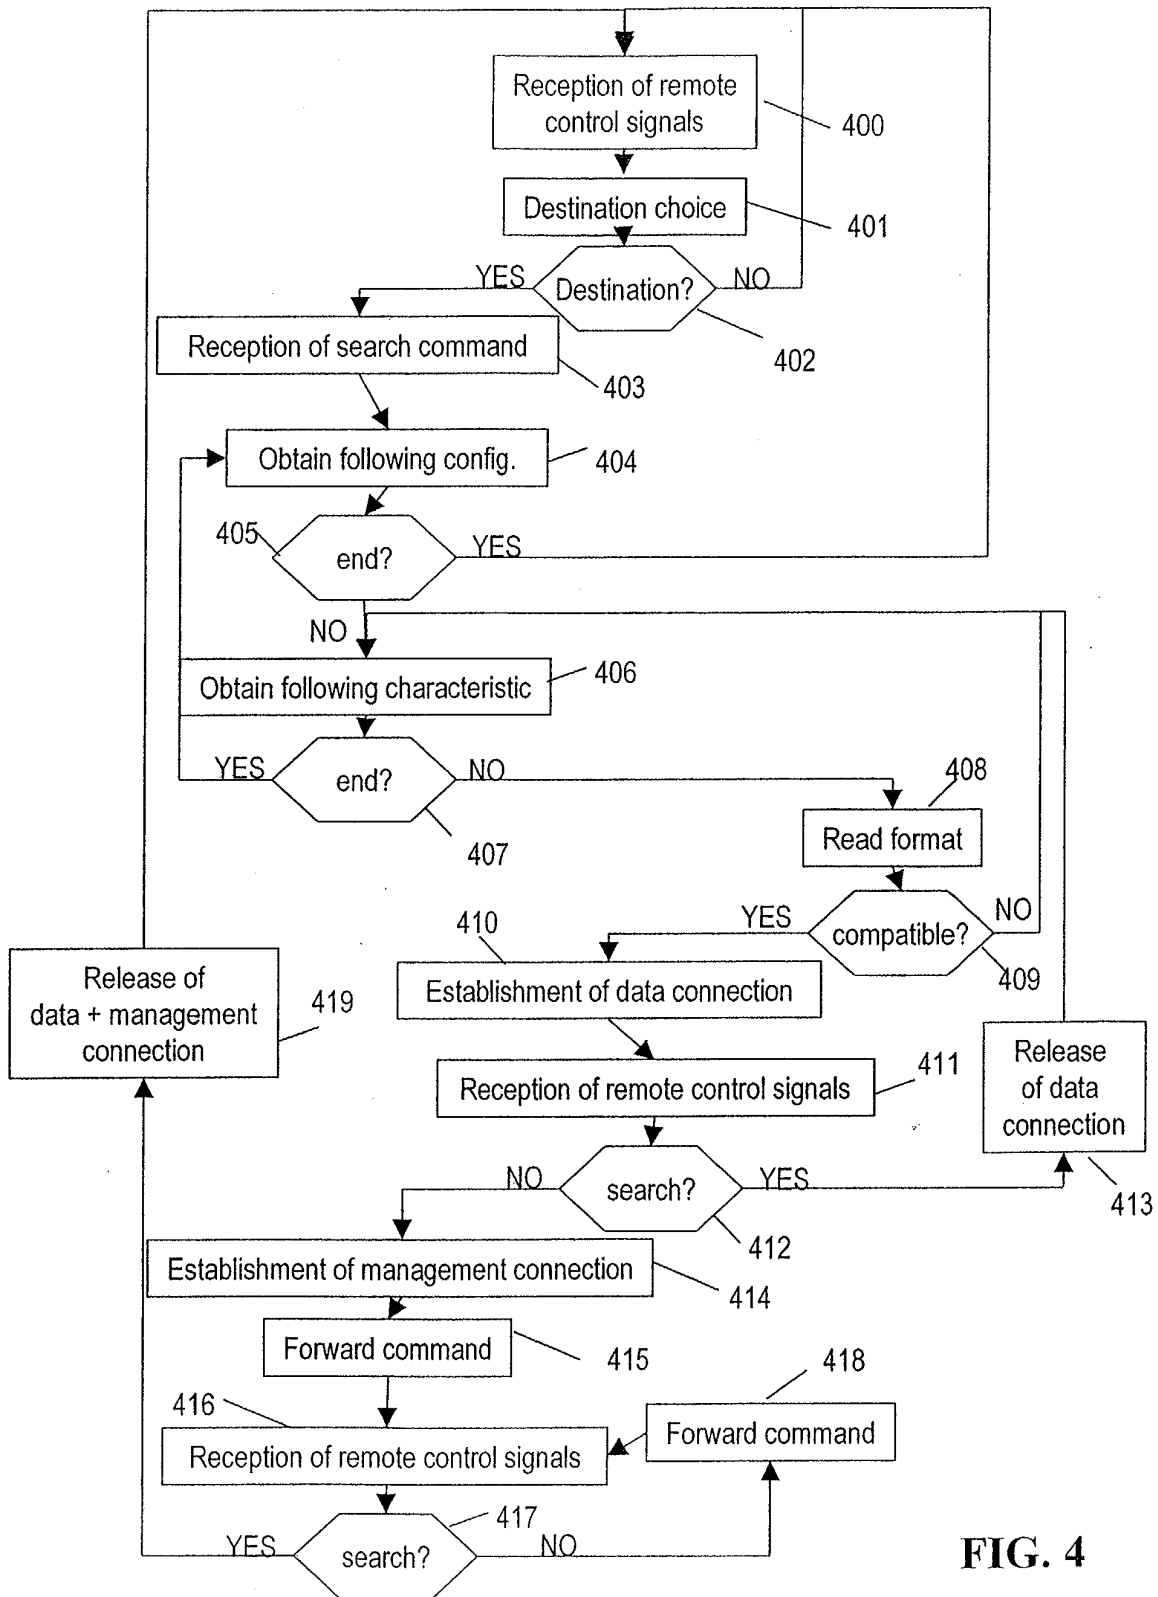 Reception of remote
control signals
400
Destination choice
401
YES
Destination?
NO
402
Reception of search command
403
Obtain following config.
404
405
end?
YES
NO
Obtain following characteristic
406
YES
end?
NO
407
408
Read format
YES
compatible?
NO
409
410
Establishment of data connection
Release of
data + management
connection
419
Reception of remote control signals
411
Release
of data
connection
413
NO
search?
YES
412
Establishment of management connection
414
Forward command
415
416
Reception of remote control signals
418
Forward command
417
YES
search?
NO
FIG. 4